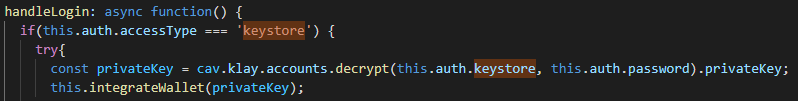 handleLogin: async function() {
if(this.auth.accessType === 'keystore') {
try{
const privateKey = cav.klay.accounts.decrypt(this.auth.keystore, this.auth.password).privateKey;
this.integrateWallet(privateKey);